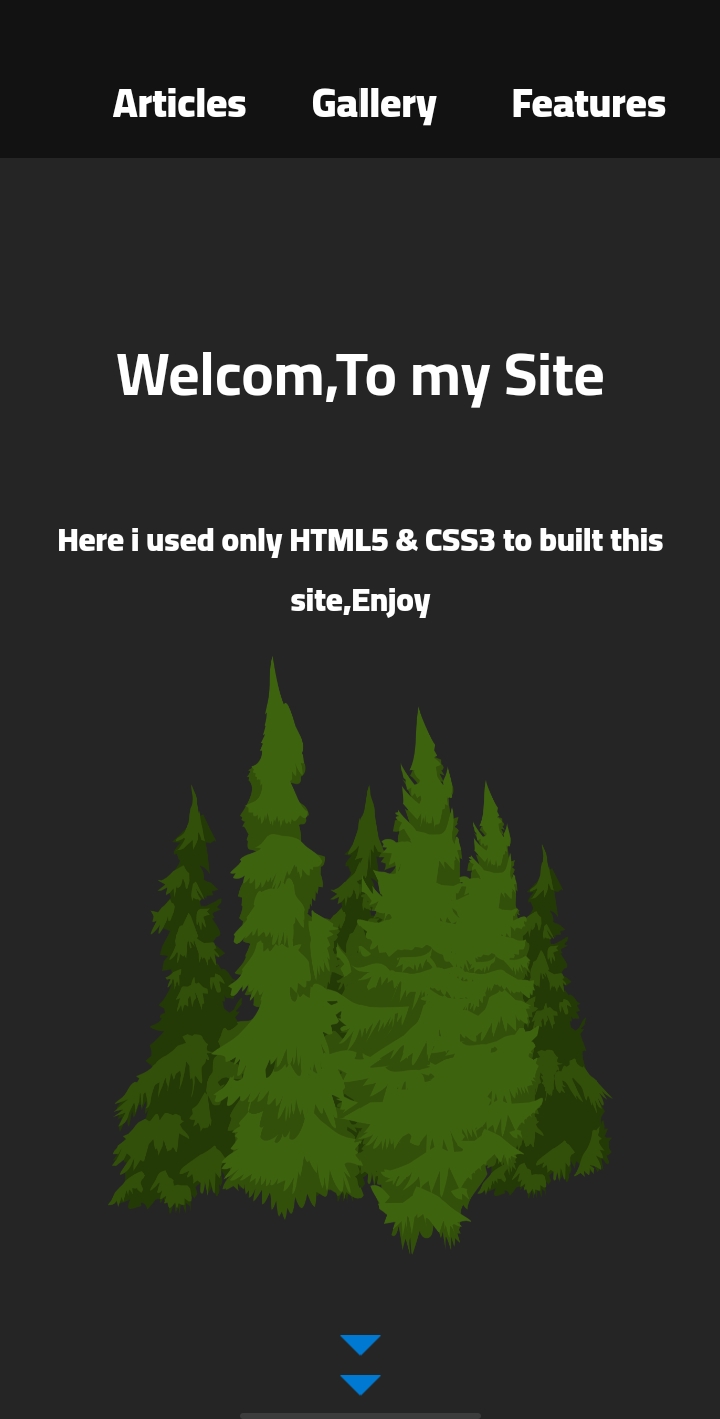 Articles Gallery Features
Welcom,To my Site
Here i used only HTML5 & CSS3 to built this
site,Enjoy